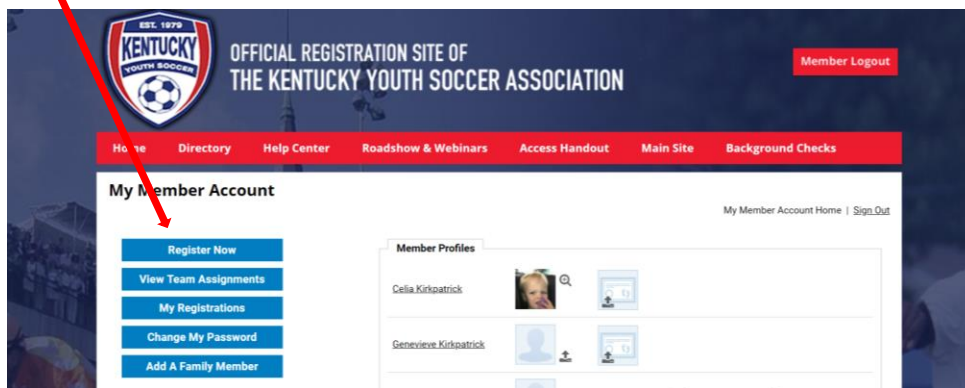 EST. 1979
KENTUCKY
YOUTH SOCCER
OFFICIAL REGISTRATION SITE OF
THE KENTUCKY YOUTH SOCCER ASSOCIATION
Member Logout
Home Directory Help Center Roadshow & Webinars Access Handout Main Site Background Checks
My Member Account
My Member Account Home | Sign Out
Register Now
View Team Assignments
My Registrations
Change My Password
Add A Family Member
Member Profiles
Celia Kirkpatrick
Genevieve Kirkpatrick